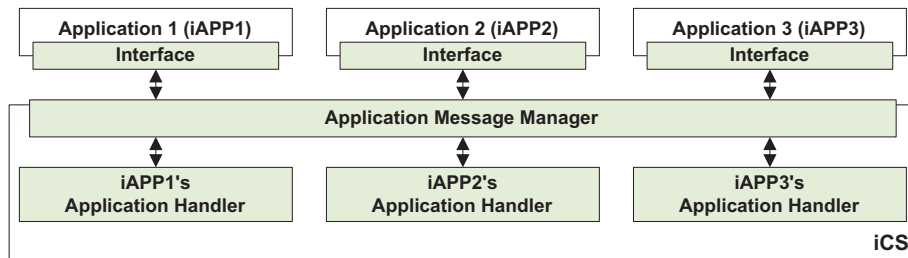 Application 1 (iAPP1)
Interface
Application 2 (iAPP2)
Interface
Application 3 (iAPP3)
Interface
Application Message Manager
iAPP1's
Application Handler
iAPP2's
Application Handler
iAPP3's
Application Handler
iCS